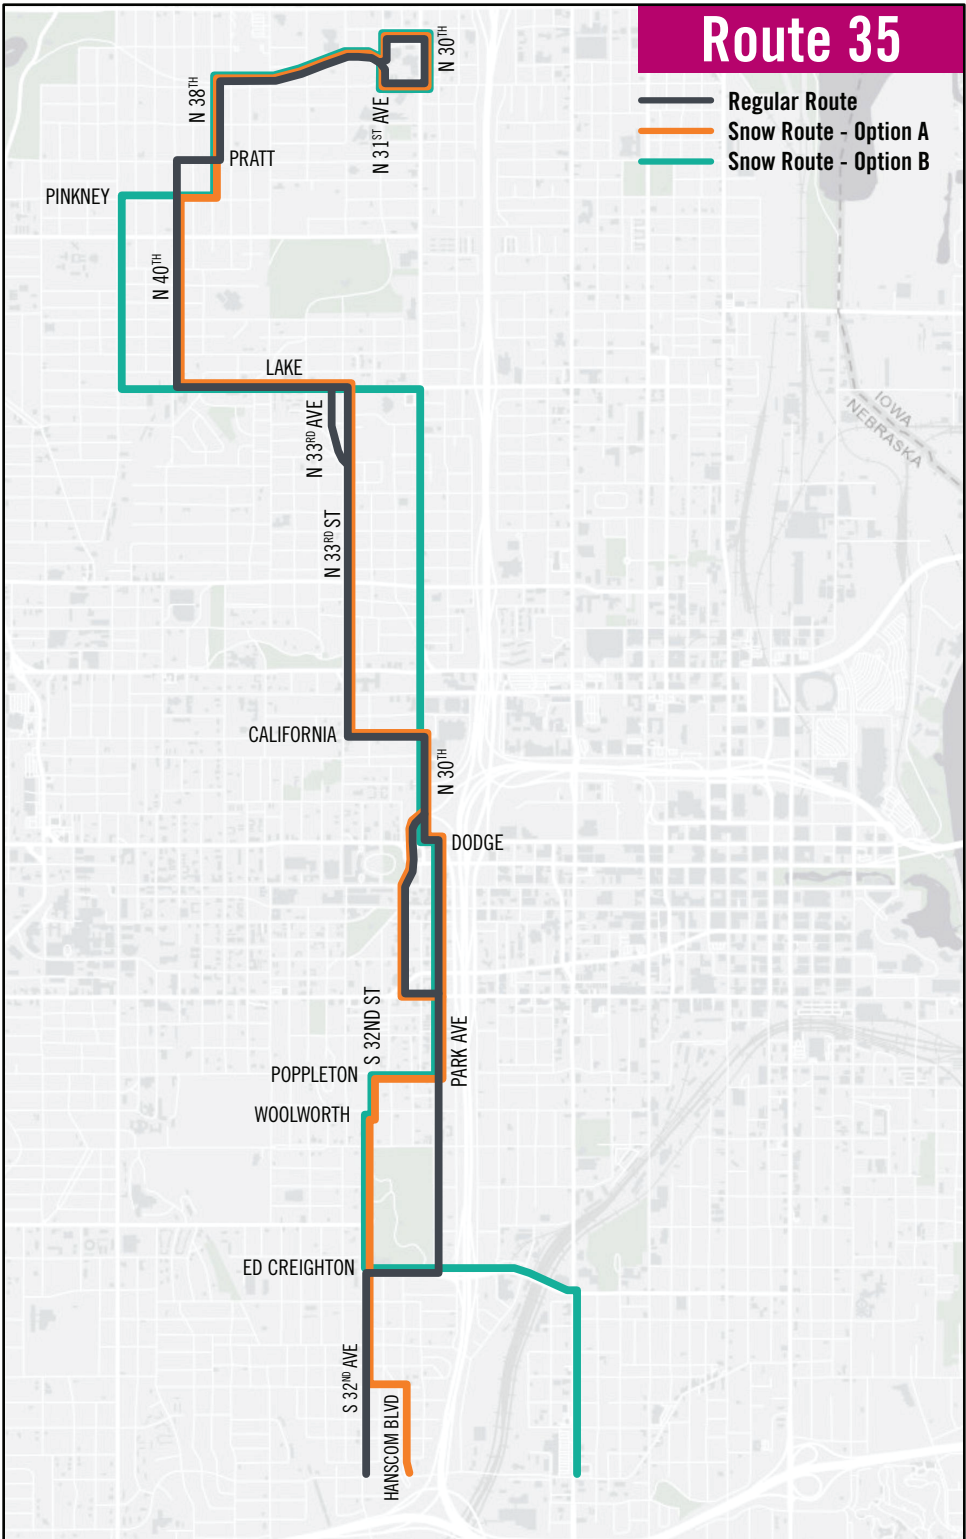 Route 35
Regular Route
Snow Route - Option A
Snow Route - Option B
N 30TH
N 38TH
N 31ST AVE
PRATT
PINKNEY
N 40TH
LAKE
N 33RD AVE
IOWA
NEBRASKA
N 33RD ST
CALIFORNIA
N 30TH
DODGE
S 32ND ST
PARK AVE
POPPLETON
WOOLWORTH
ED CREIGHTON
S 32ND AVE
HANSCOM BLVD